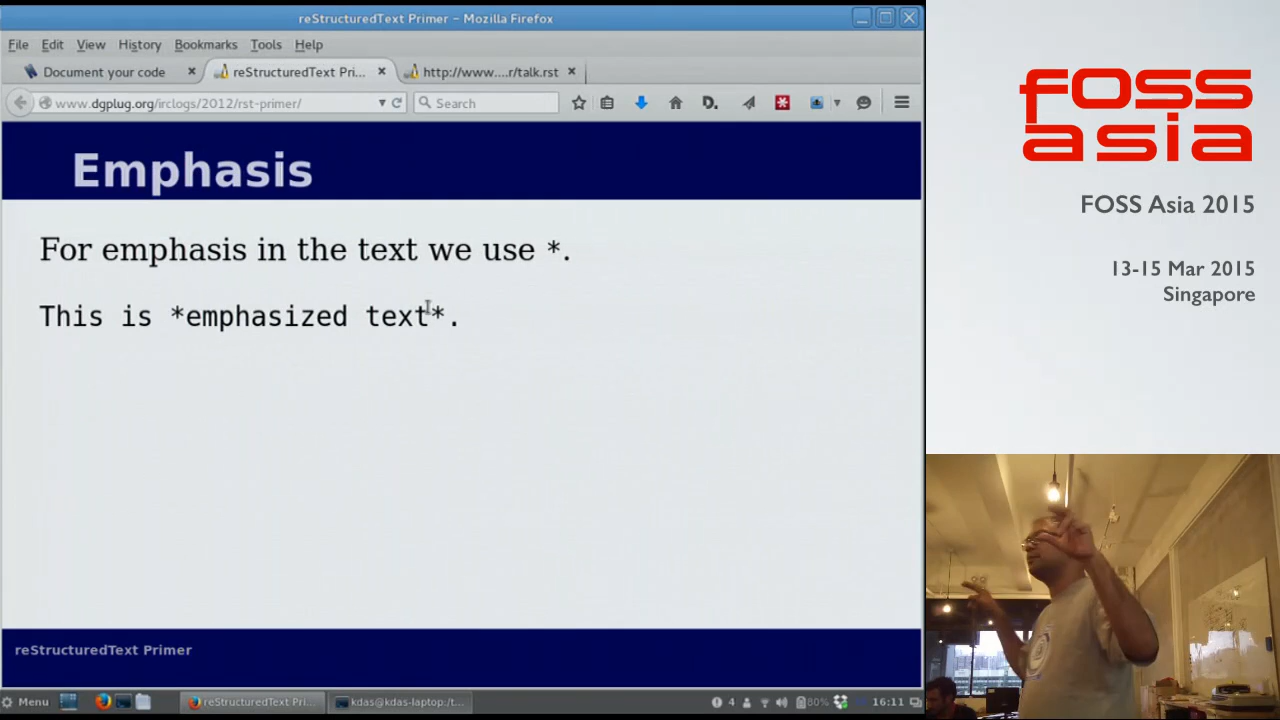 reStructuredText Primer - Mozilla Firefox
File Edit View History Bookmarks Tools Help
Document your code
reStructuredText Pri...
http://www....r/talk.rst
www.dgplug.org/irclogs/2012/rst-primer/
Search
D.
Emphasis
For emphasis in the text we use *.
This is *emphasized text*.
reStructuredText Primer
Menu
reStructuredText Pri...
kdas@kdas-laptop:/t...
4
80%
16:11
FOSS
asia
FOSS Asia 2015
13-15 Mar 2015
Singapore